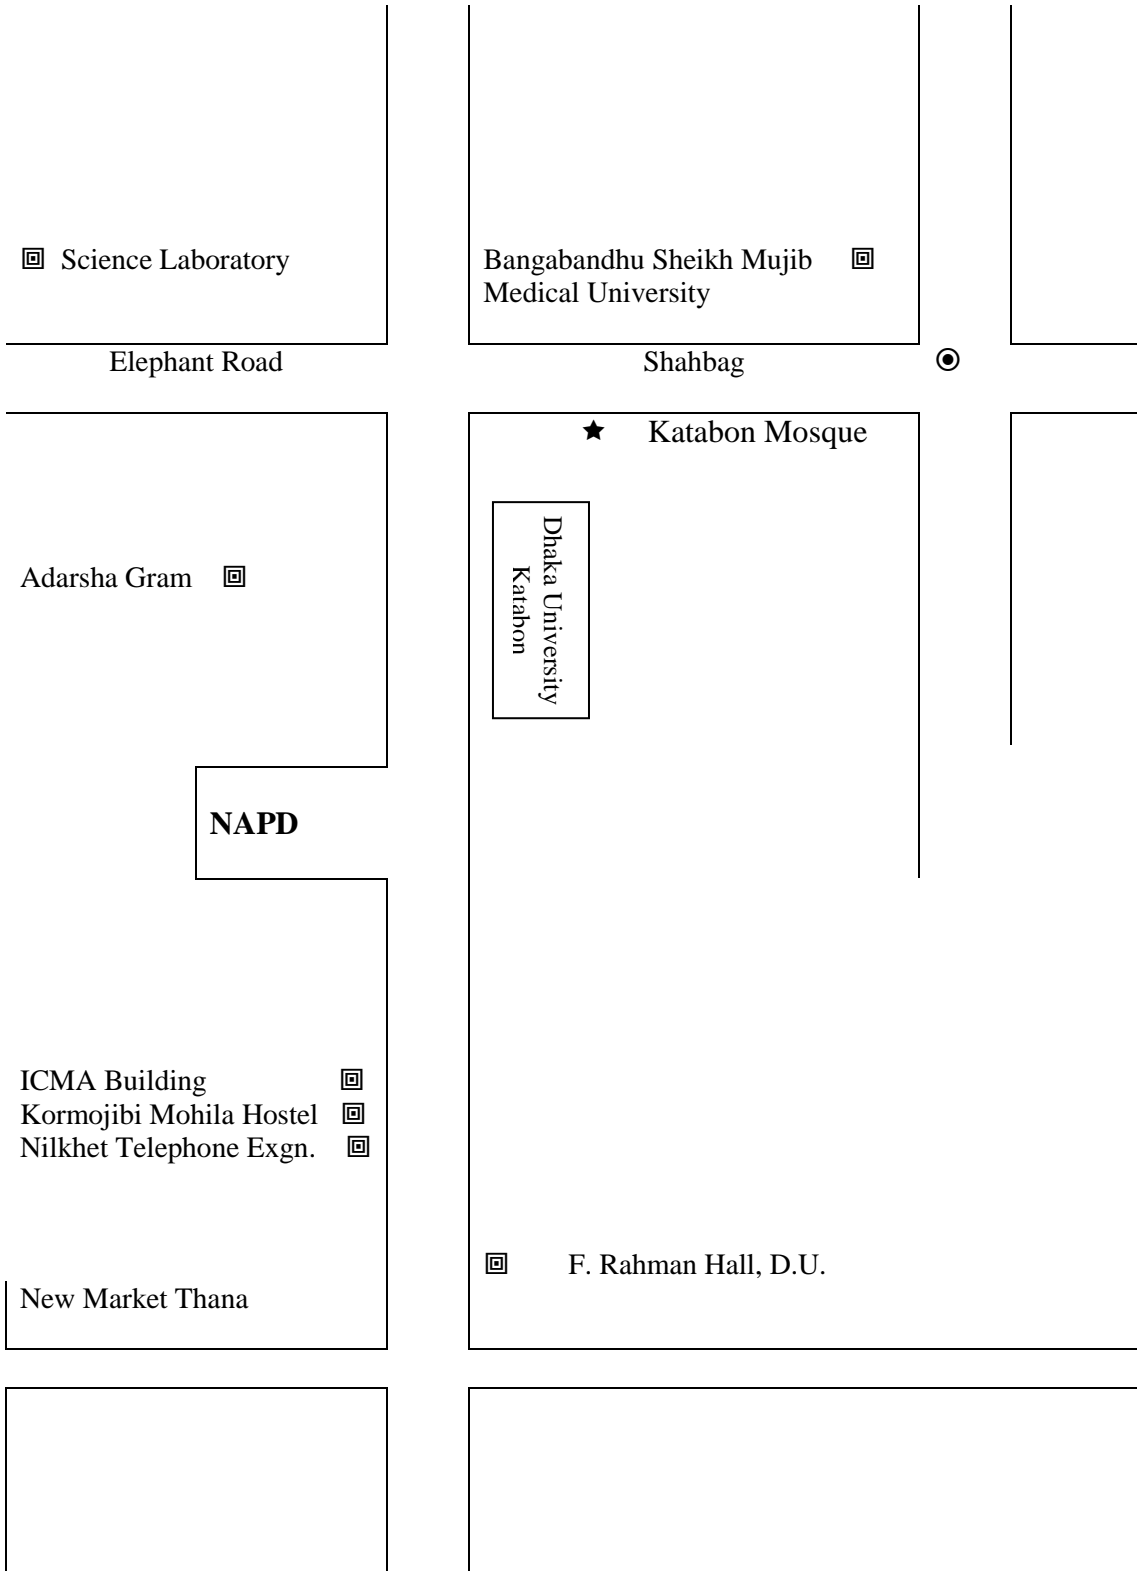 Science Laboratory
Bangabandhu Sheikh Mujib
Medical University
Elephant Road
Shahbag
Katabon Mosque
Dhaka University
Katabon
Adarsha Gram
NAPD
ICMA Building
Kormojibi Mohila Hostel
Nilkhet Telephone Exgn.
F. Rahman Hall, D.U.
New Market Thana